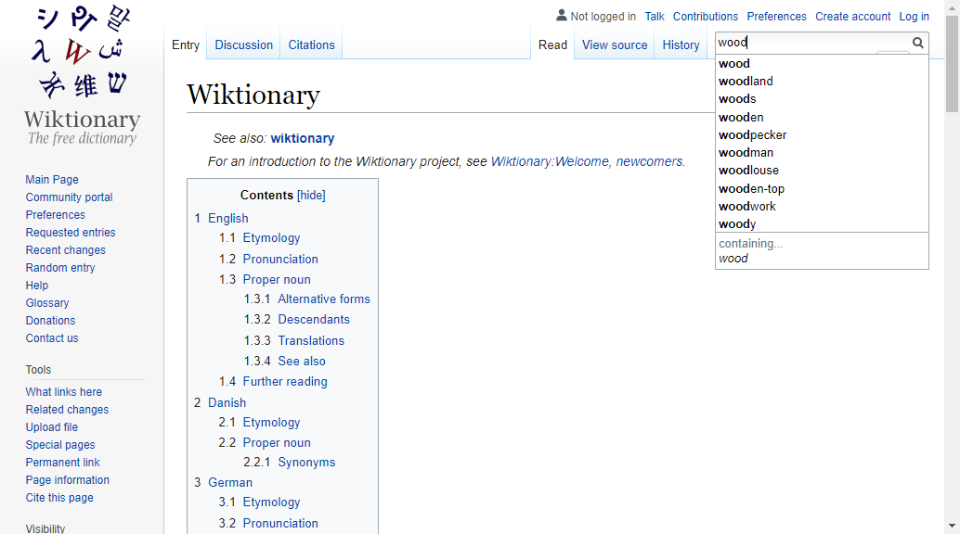 シ Wiktionary
The free dictionary
Main Page
Community portal
Preferences
Requested entries
Recent changes
Random entry
Help
Glossary
Donations
Contact us
Tools
What links here
Related changes
Upload file
Special pages
Permanent link
Page information
Cite this page
Visibility
Not logged in Talk Contributions Preferences Create account Log in
Entry Discussion Citations
Read View source History
wood
wood
woodland
woods
wooden
woodpecker
woodman
woodlouse
wooden-top
woodwork
woody
containing...
wood
Wiktionary
See also: wiktionary
For an introduction to the Wiktionary project, see Wiktionary:Welcome, newcomers.
Contents [hide]
1 English
1.1 Etymology
1.2 Pronunciation
1.3 Proper noun
1.3.1 Alternative forms
1.3.2 Descendants
1.3.3 Translations
1.3.4 See also
1.4 Further reading
2 Danish
2.1 Etymology
2.2 Proper noun
2.2.1 Synonyms
3 German
3.1 Etymology
3.2 Pronunciation